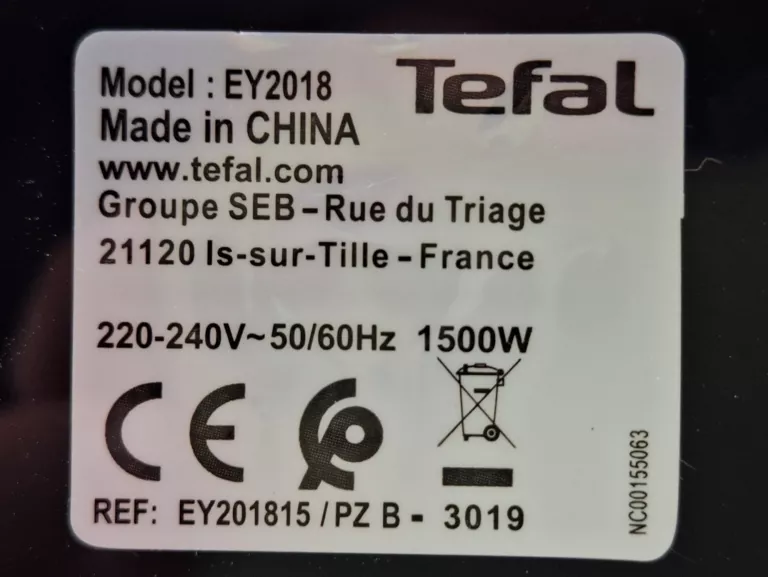 Model : EY2018 Tefal
Made in CHINA
www.tefal.com
Groupe SEB – Rue du Triage
21120 Is-sur-Tille – France
220-240V~ 50/60Hz 1500W
CE
REF: EY201815 / PZ B - 3019
NC00155063